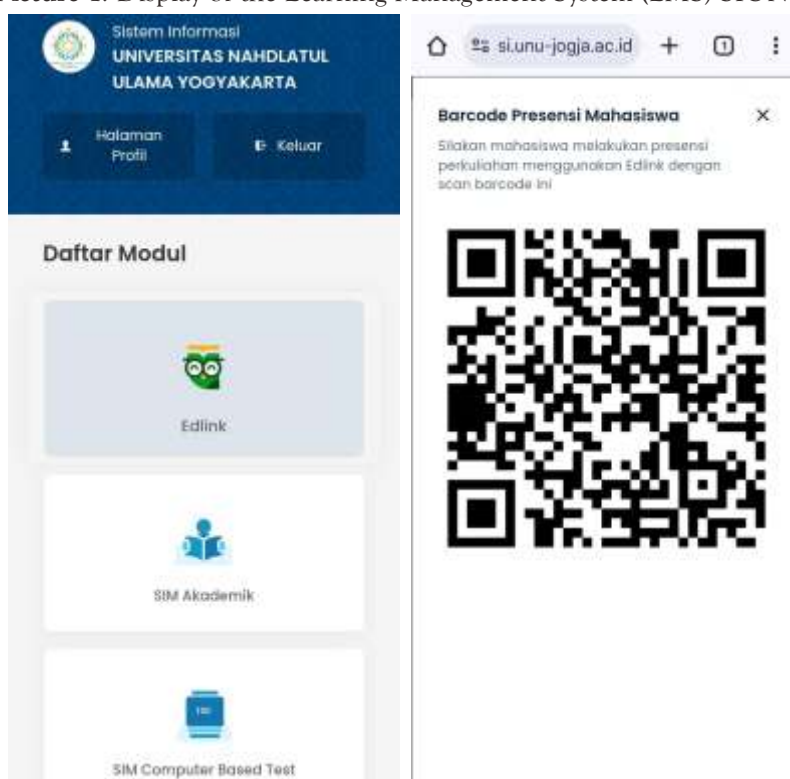 Display of the Learning Management System (LMS)
Sistem Informasi
UNIVERSITAS NAHDLATUL
ULAMA YOGYAKARTA
Halaman
Profil
Keluar
Daftar Modul
Edlink
SIM Akademik
SIM Computer Based Test
si.unu-jogja.ac.id
1
Barcode Presensi Mahasiswa
Silakan mahasiswa melakukan presensi
perkuliahan menggunakan Edlink dengan
scan barcode ini